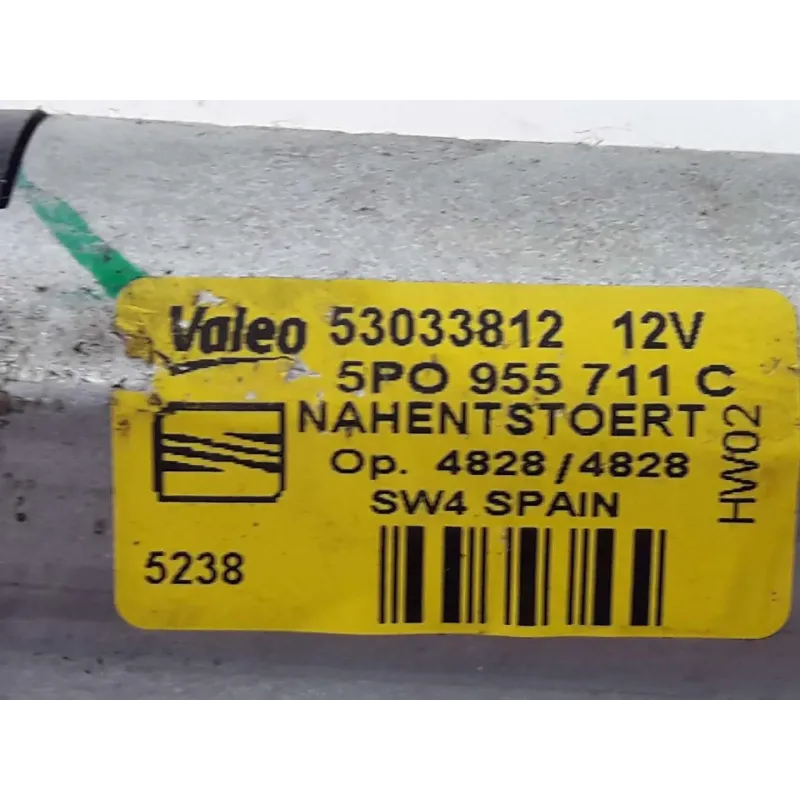 Valeo 53033812 12V
5PO 955 711 C
NAHENTSTOERT
Op. 4828/4828
SW4 SPAIN
5238
HW02